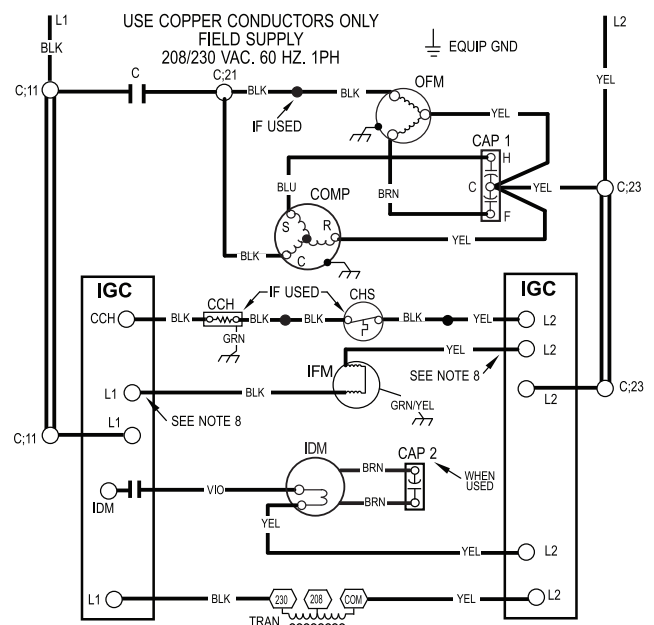 L1
USE COPPER CONDUCTORS ONLY
FIELD SUPPLY
208/230 VAC. 60 HZ. 1PH
EQUIP GND
L2
BLK
YEL
C;11
C
C;21
BLK
BLK
OFM
IF USED
YEL
CAP 1
H
BLU
COMP
BRN
C
YEL
C;23
S
R
F
YEL
BLK
C
IGC
IGC
CCH
BLK
CCH
IF USED
CHS
BLK
BLK
BLK
YEL
L2
GRN
YEL
L2
IFM
SEE NOTE 8
L1
BLK
GRN/YEL
L2
C;23
SEE NOTE 8
L1
C;11
IDM
CAP 2
BRN
WHEN
USED
VIO
IDM
BRN
YEL
YEL
L2
L1
BLK
230
208
COM
YEL
L2
TRAN